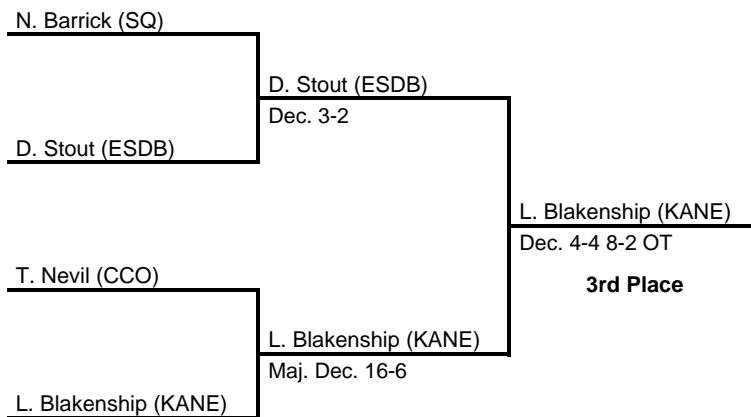 N. Barrick (SQ)
D. Stout (ESDB)
Dec. 3-2
D. Stout (ESDB)
L. Blakenship (KANE)
Dec. 4-4 8-2 OT
3rd Place
T. Nevil (CCO)
L. Blakenship (KANE)
Maj. Dec. 16-6
L. Blakenship (KANE)